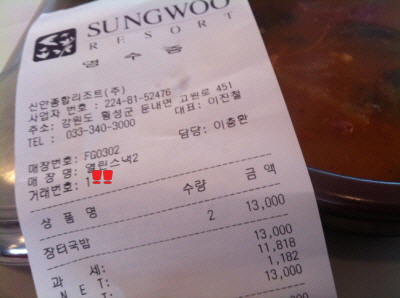 SUNGWOO
RESORT
영 수 증
신안종합리조트(주)
사업자 번호 : 224-81-52476
주소: 강원도 횡성군 둔내면 고원로 451
TEL : 033-340-3000 대표: 이진철
담당: 이충환
매장번호: FG0302
매 장 명: 열린스낵2
거래번호: 1
상 품 명 수량 금 액
장터국밥 2 13,000
과 세: 13,000
N E T: 11,818
1,182
13,000